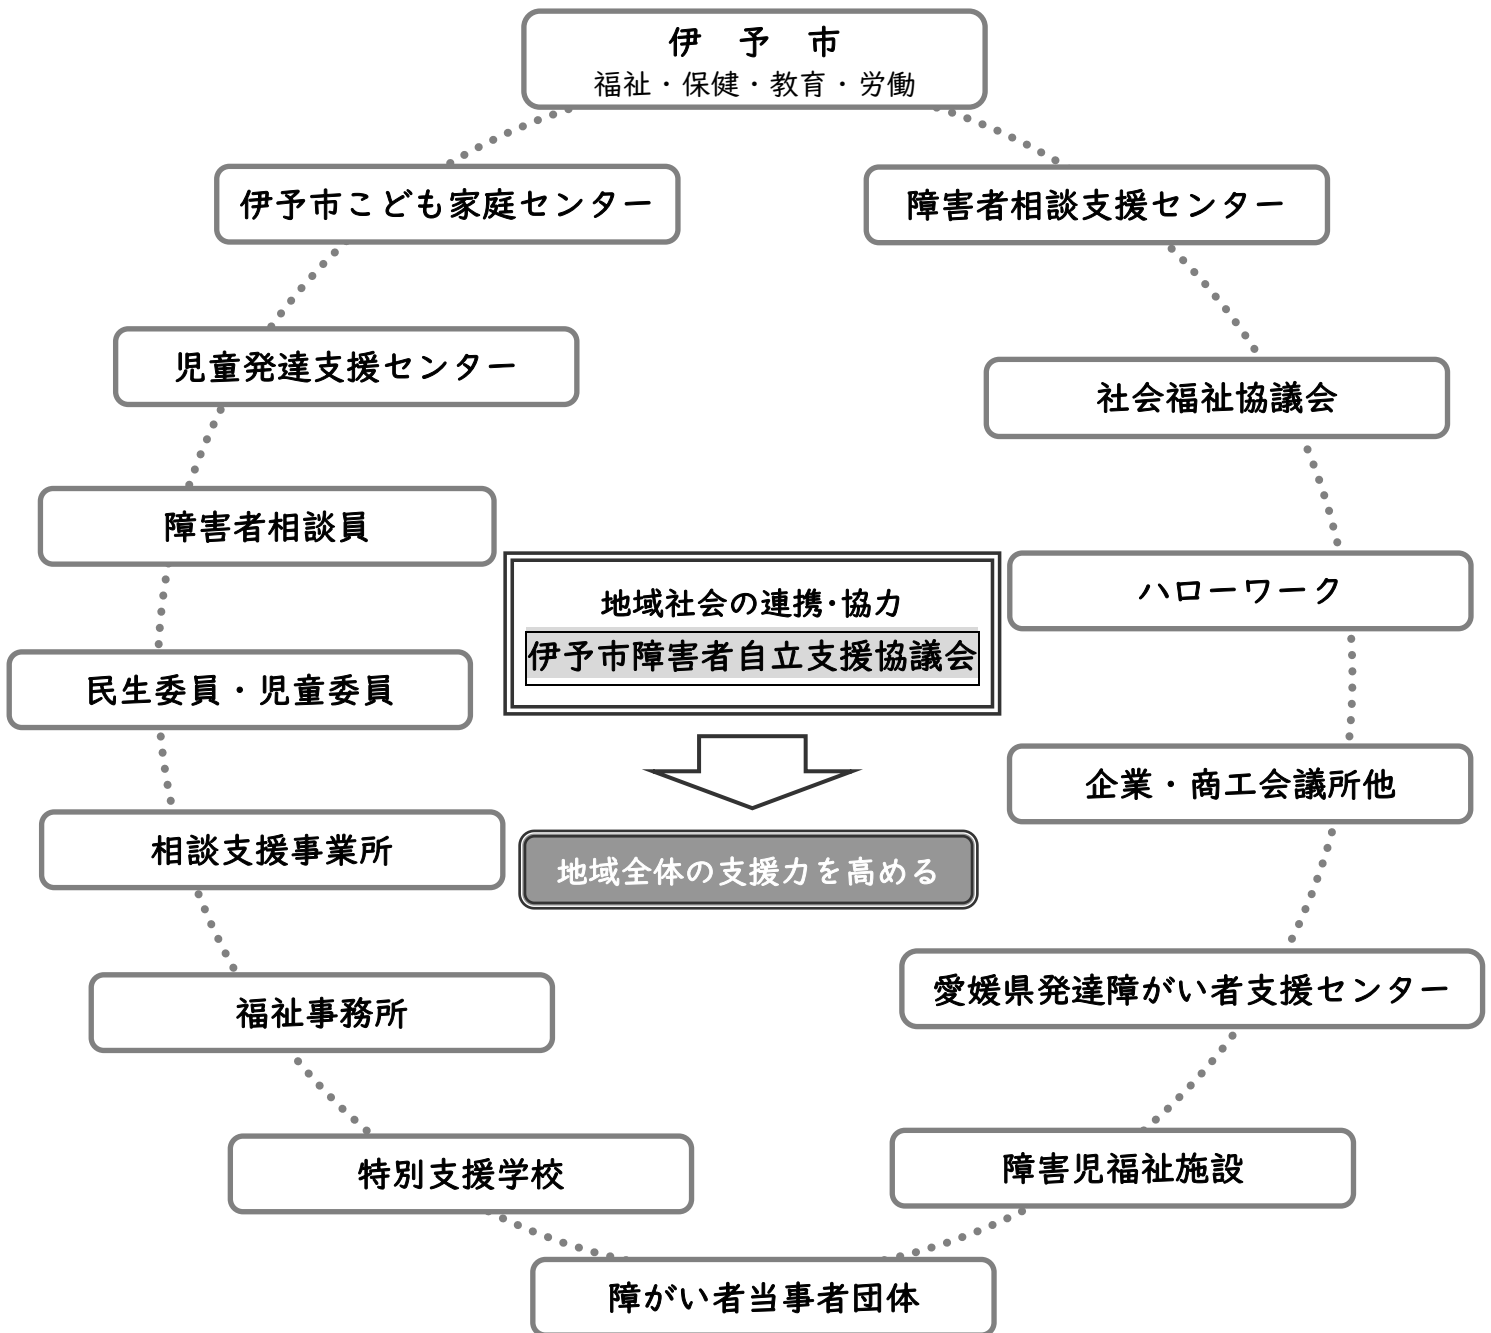 伊 予 市
福祉・保健・教育・労働
伊予市こども家庭センター
障害者相談支援センター
児童発達支援センター
社会福祉協議会
障害者相談員
ハローワーク
地域社会の連携・協力
伊予市障害者自立支援協議会
民生委員・児童委員
企業・商工会議所他
相談支援事業所
地域全体の支援力を高める
愛媛県発達障がい者支援センター
福祉事務所
障害児福祉施設
特別支援学校
障がい者当事者団体